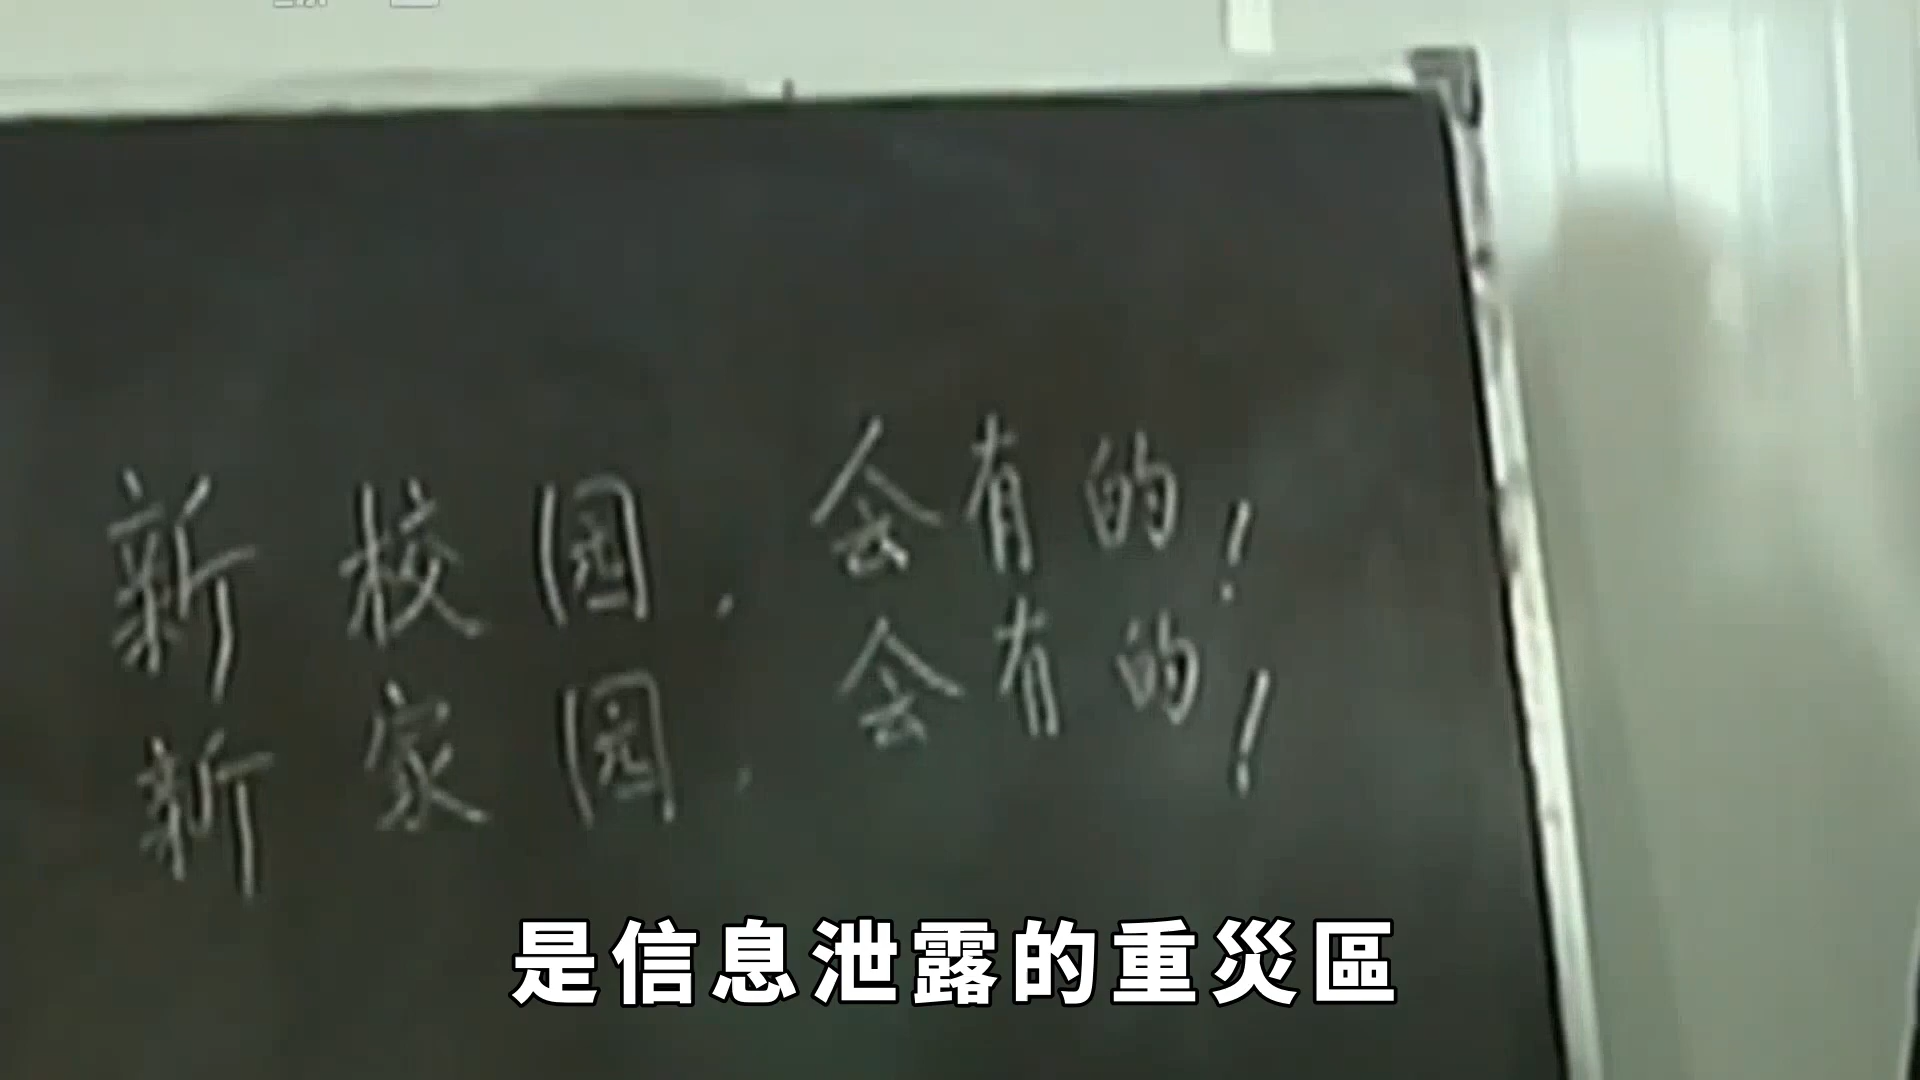 新校园，会有的！
新家园，会有的！
是信息泄露的重災區